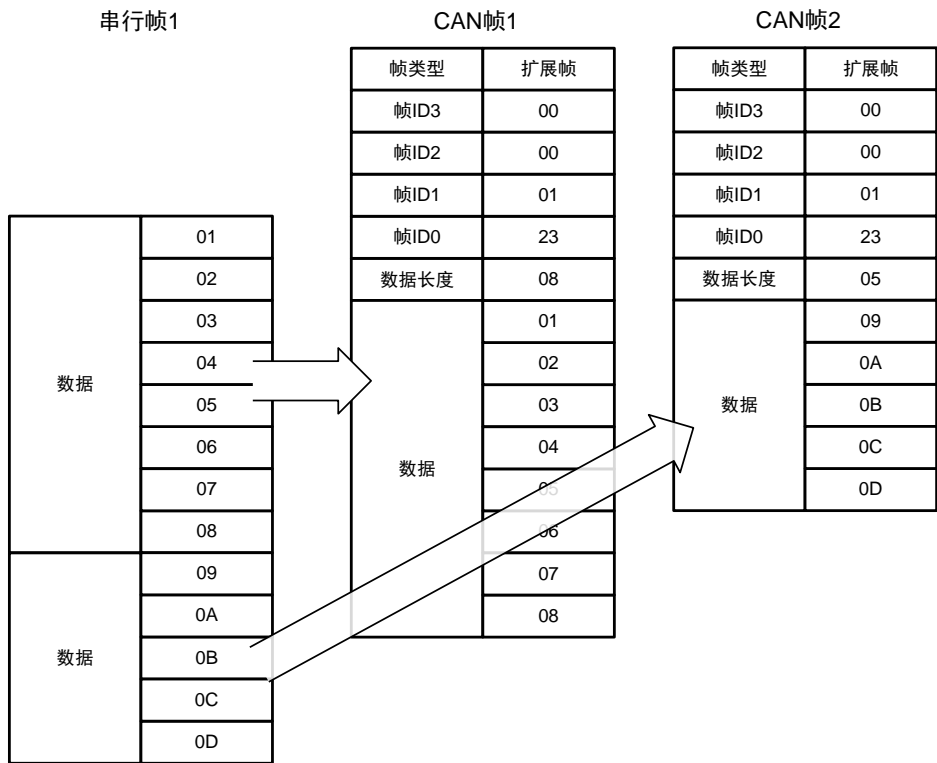 串行帧1
数据
01
02
03
04
05
06
07
08
数据
09
0A
0B
0C
0D
CAN帧1
帧类型 扩展帧
帧ID3 00
帧ID2 00
帧ID1 01
帧ID0 23
数据长度 08
数据
01
02
03
04
05
06
07
08
CAN帧2
帧类型 扩展帧
帧ID3 00
帧ID2 00
帧ID1 01
帧ID0 23
数据长度 05
数据
09
0A
0B
0C
0D